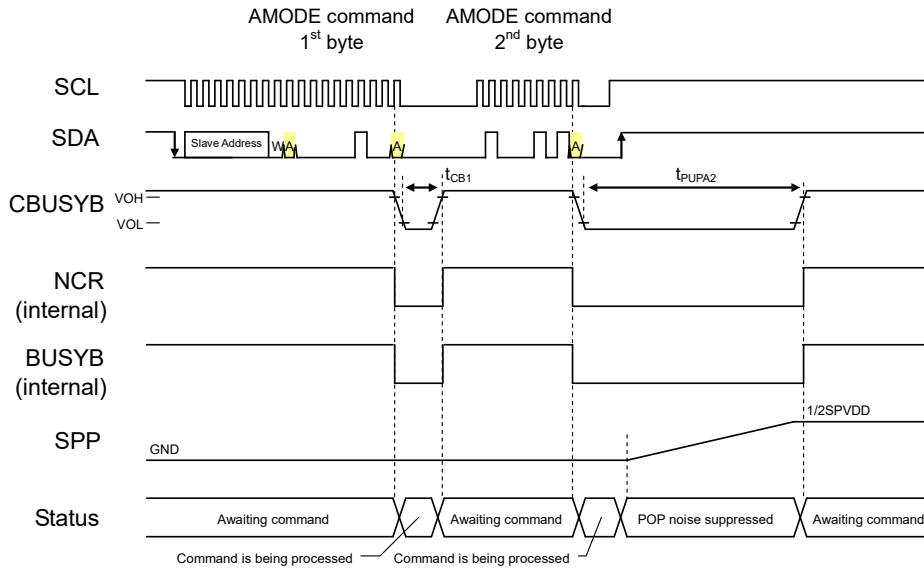 AMODE command
1st byte
AMODE command
2nd byte
SCL
SDA
Slave Address
W
A
A
A
tCB1
tPUPA2
CBUSYB
VOH
VOL
NCR
(internal)
BUSYB
(internal)
SPP
GND
1/2SPVDD
Status
Awaiting command
Awaiting command
POP noise suppressed
Awaiting command
Command is being processed
Command is being processed